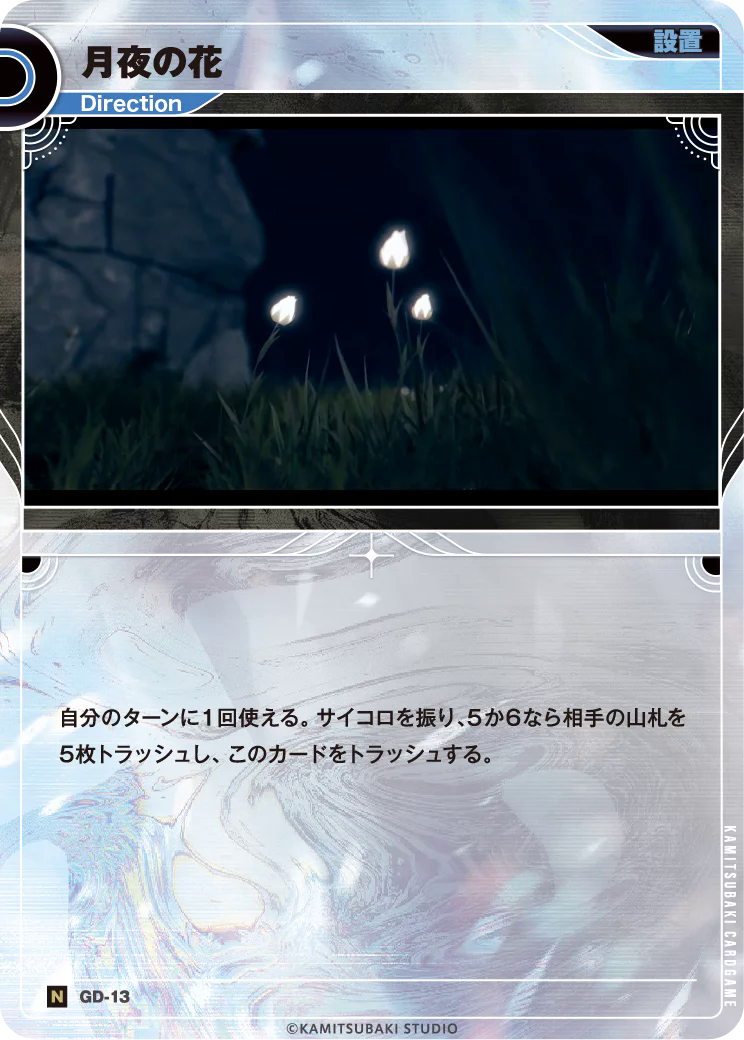 月夜の花
設置
Direction
自分のターンに1回使える。サイコロを振り、5か6なら相手の山札を
5枚トラッシュし、このカードをトラッシュする。
KAMITSUBAKI CARDGAME
N GD-13
©KAMITSUBAKI STUDIO